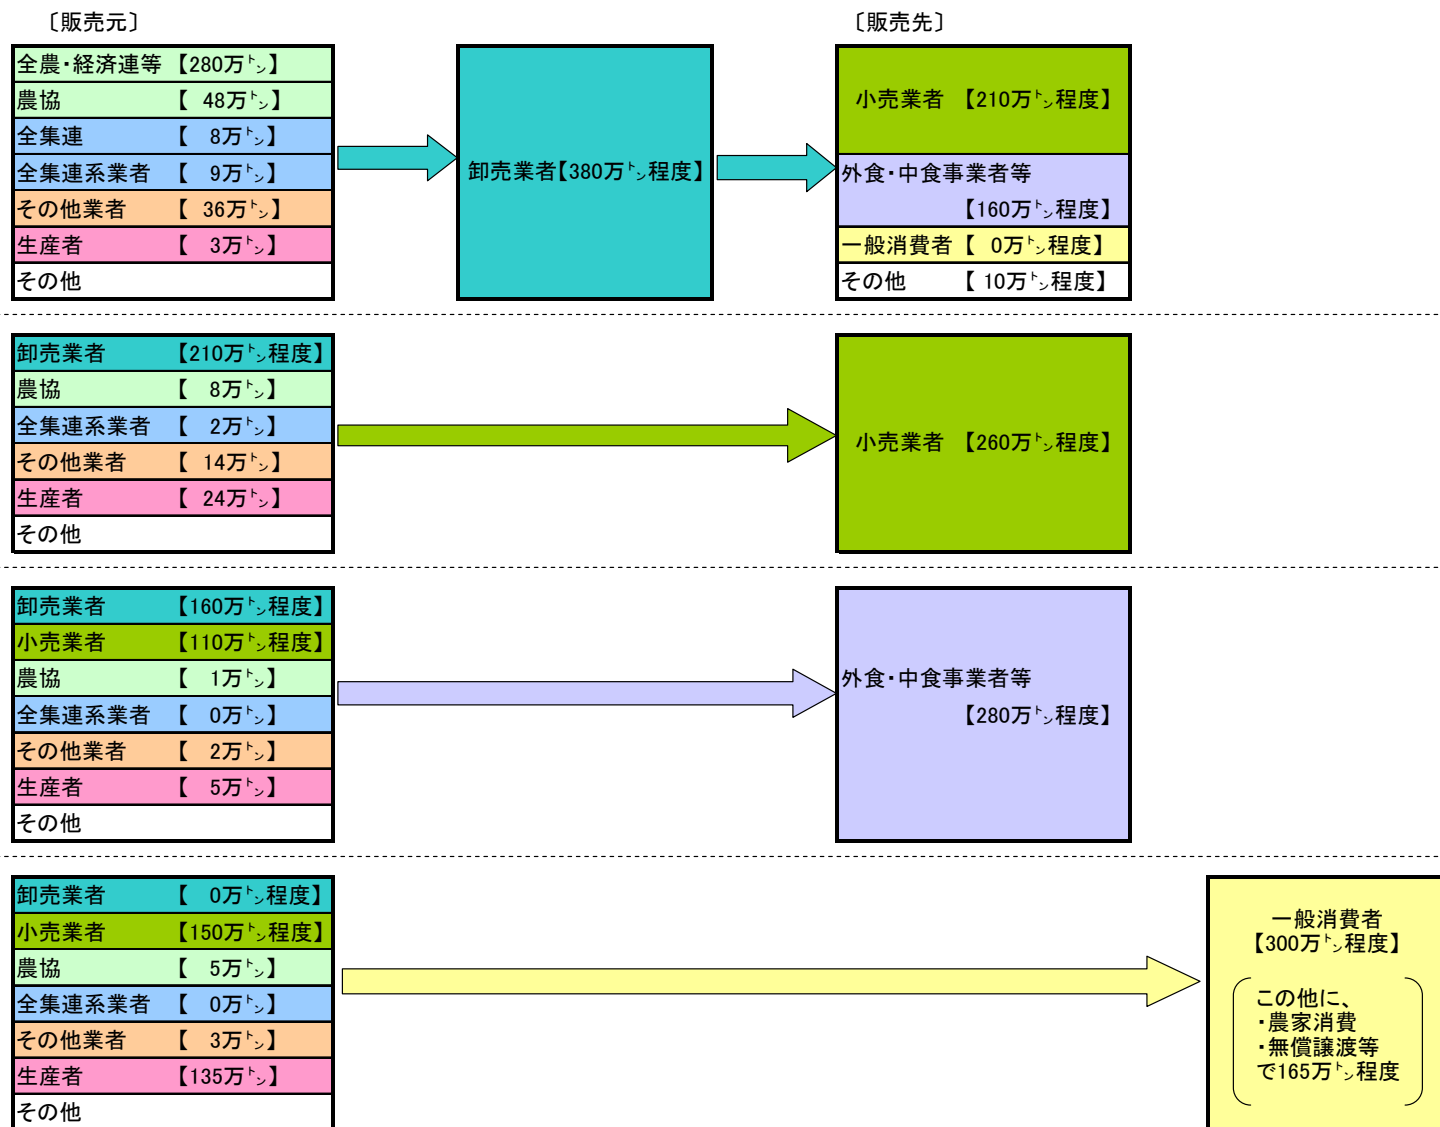 〔販売元〕
〔販売先〕
全農・経済連等 【280万㌧】
農協 【 48万㌧】
全集連 【 8万㌧】
全集連系業者 【 9万㌧】
その他業者 【 36万㌧】
生産者 【 3万㌧】
その他
卸売業者【380万㌧程度】
小売業者 【210万㌧程度】
外食・中食事業者等
【160万㌧程度】
一般消費者【 0万㌧程度】
その他 【 10万㌧程度】
卸売業者 【210万㌧程度】
農協 【 8万㌧】
全集連系業者 【 2万㌧】
その他業者 【 14万㌧】
生産者 【 24万㌧】
その他
小売業者 【260万㌧程度】
卸売業者 【160万㌧程度】
小売業者 【110万㌧程度】
農協 【 1万㌧】
全集連系業者 【 0万㌧】
その他業者 【 2万㌧】
生産者 【 5万㌧】
その他
外食・中食事業者等
【280万㌧程度】
卸売業者 【 0万㌧程度】
小売業者 【150万㌧程度】
農協 【 5万㌧】
全集連系業者 【 0万㌧】
その他業者 【 3万㌧】
生産者 【135万㌧】
その他
一般消費者
【300万㌧程度】
この他に、
・農家消費
・無償譲渡等
で165万㌧程度